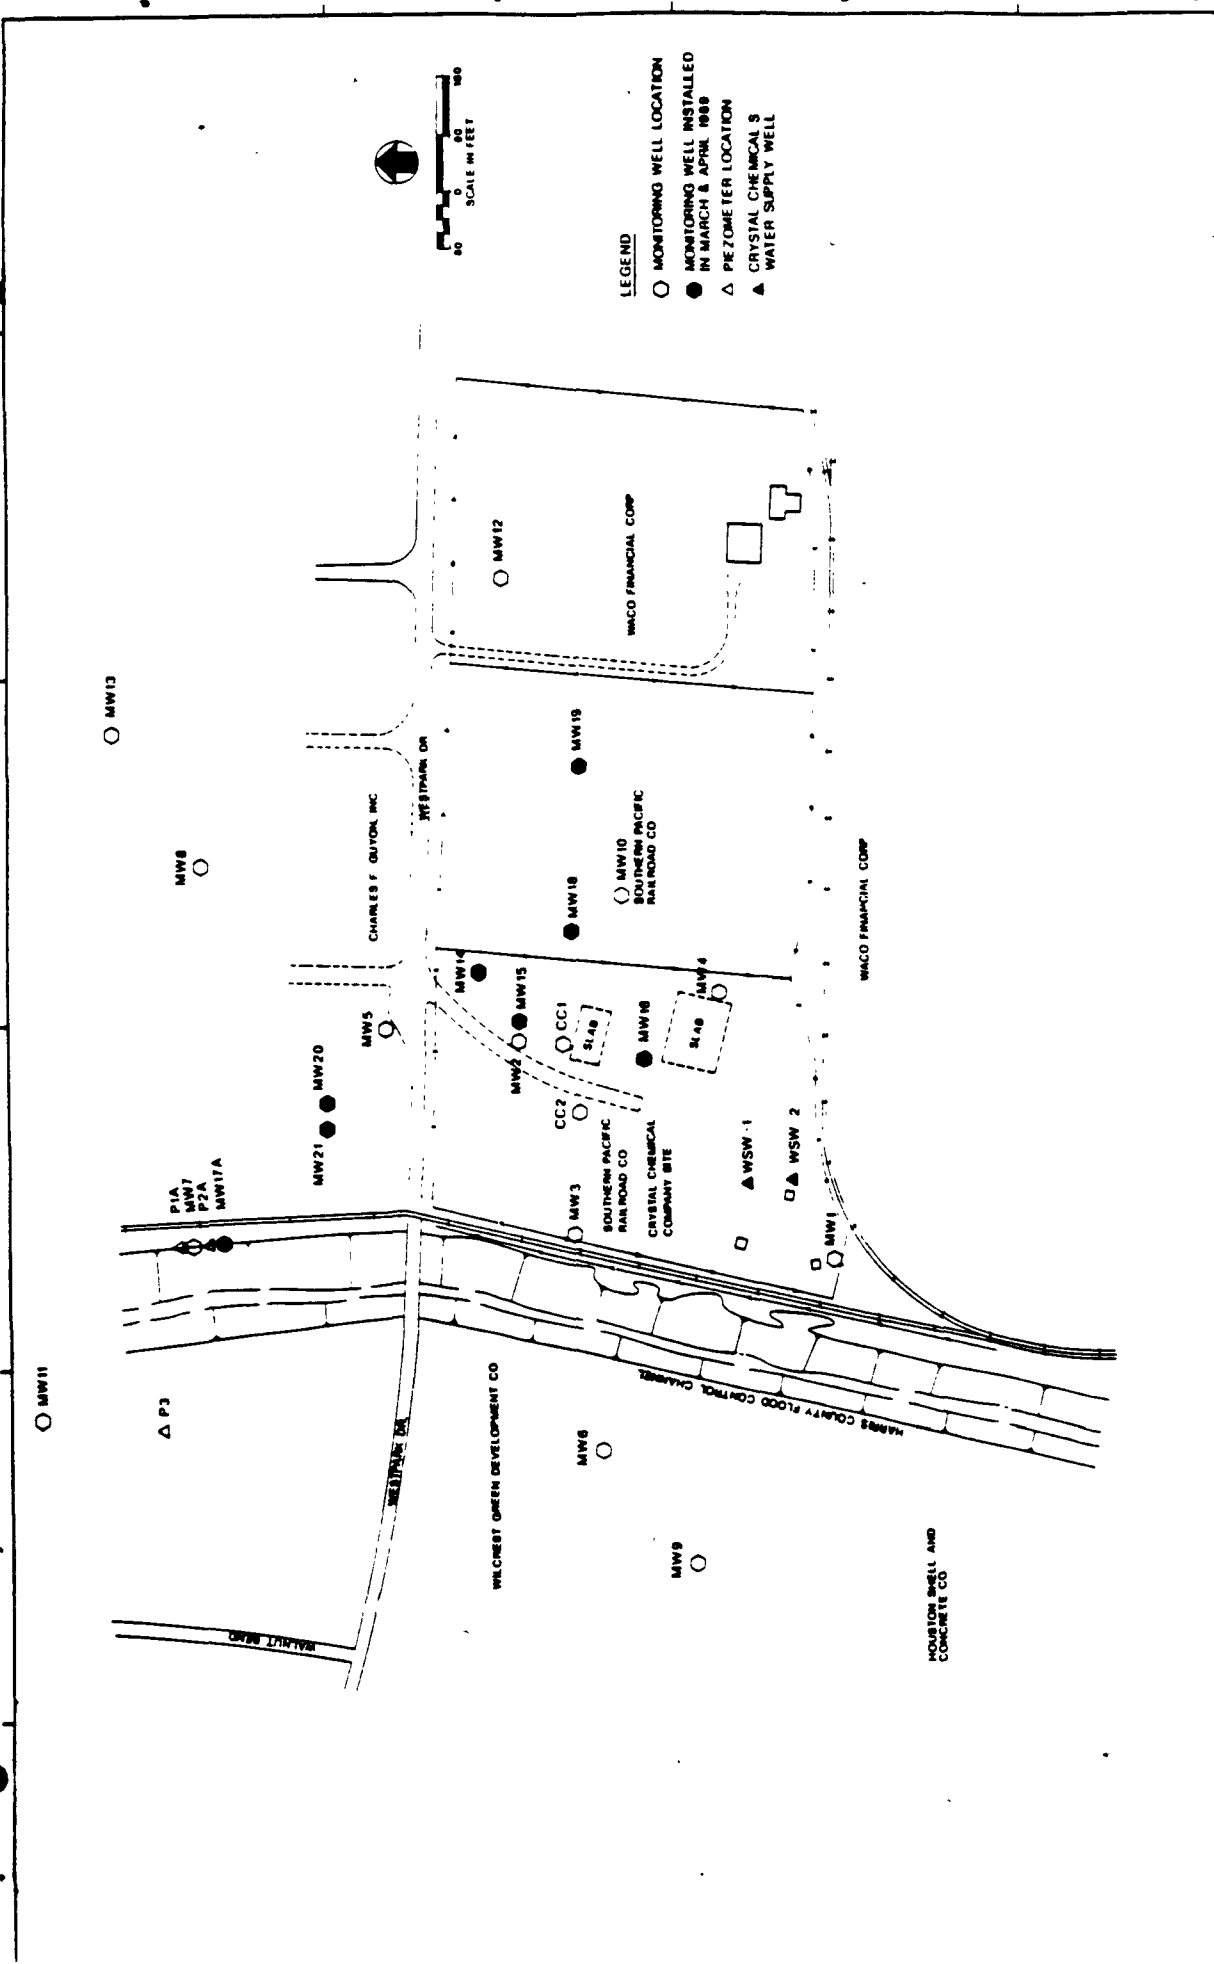 80 0 80 160
SCALE IN FEET
LEGEND
MONITORING WELL LOCATION
MONITORING WELL INSTALLED
IN MARCH & APRIL
PIEZOMETER LOCATION
CRYSTAL CHEMICAL S
WATER SUPPLY WELL
MW11
P3
MW13
MW8
MW12
P1A
MW7
P2A
MW17A
MW21
MW20
MW5
CHARLES F GUYON, INC
WESTPARK DR
WESTPARK DR
WALNUT BEND
WILCREST GREEN DEVELOPMENT CO
MW14
MW15
MW2
CC1
CC2
SLAB
MW16
SLAB
MW4
MW18
MW19
MW10
SOUTHERN PACIFIC
RAILROAD CO
WACO FINANCIAL CORP
MW3
SOUTHERN PACIFIC
RAILROAD CO
CRYSTAL CHEMICAL
COMPANY SITE
WSW-1
WSW 2
MW1
WACO FINANCIAL CORP
HARRIS COUNTY FLOOD CONTROL CHANNEL
MW6
MW9
HOUSTON SHELL AND
CONCRETE CO